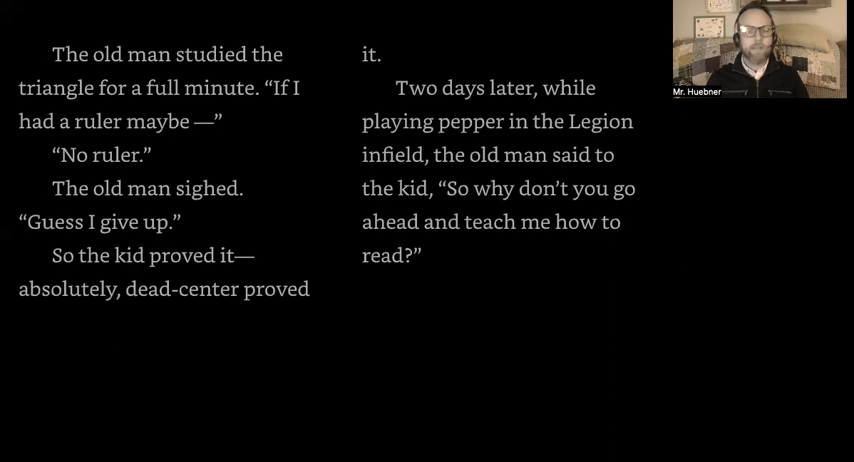 The old man studied the
triangle for a full minute. “If I
had a ruler maybe —”
“No ruler.”
The old man sighed.
“Guess I give up.”
So the kid proved it—
absolutely, dead-center proved
it.
Two days later, while
playing pepper in the Legion
infield, the old man said to
the kid, “So why don’t you go
ahead and teach me how to
read?”
Mr. Huebner